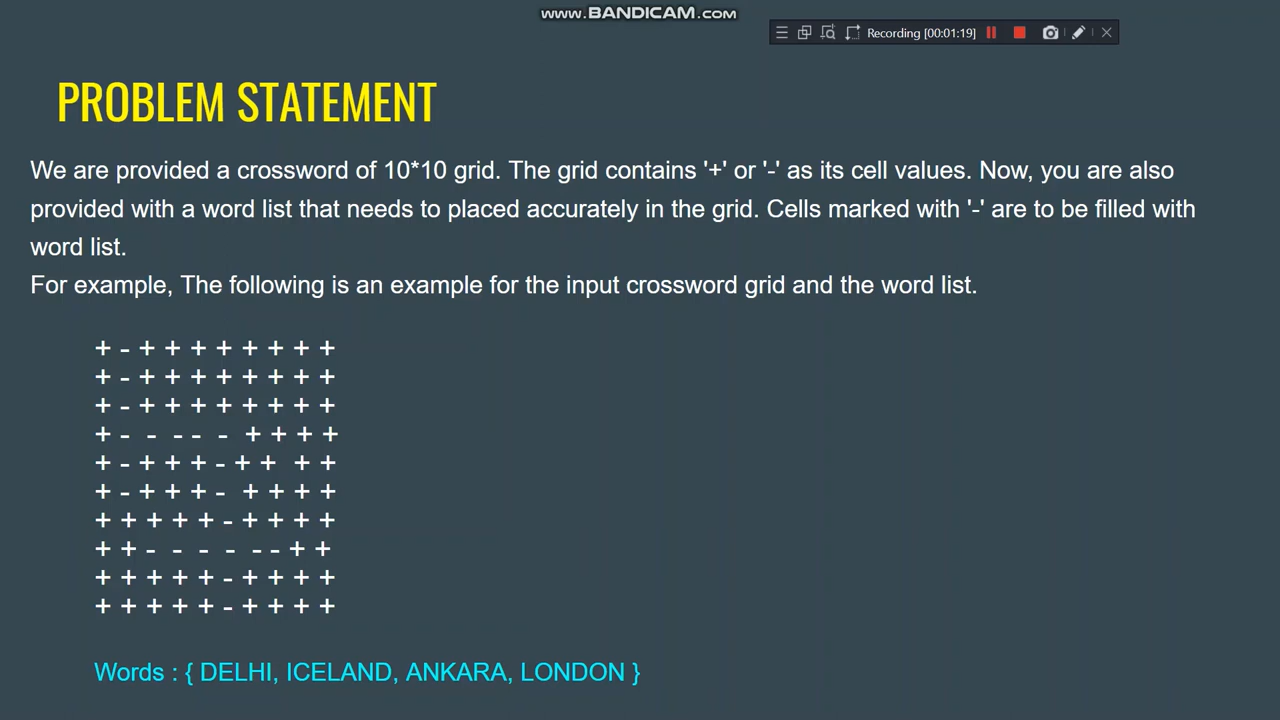 www.BANDICAM.com
Recording [00:01:19]
PROBLEM STATEMENT
We are provided a crossword of 10*10 grid. The grid contains '+' or '-' as its cell values. Now, you are also
provided with a word list that needs to placed accurately in the grid. Cells marked with '-' are to be filled with
word list.
For example, The following is an example for the input crossword grid and the word list.
+ - + + + + + + + +
+ - + + + + + + + +
+ - + + + + + + + +
+ - - - - - + + + +
+ - + + + - + + + +
+ - + + + - + + + +
+ + + + + - + + + +
+ + - - - - - - + +
+ + + + + - + + + +
+ + + + + - + + + +
Words : { DELHI, ICELAND, ANKARA, LONDON }